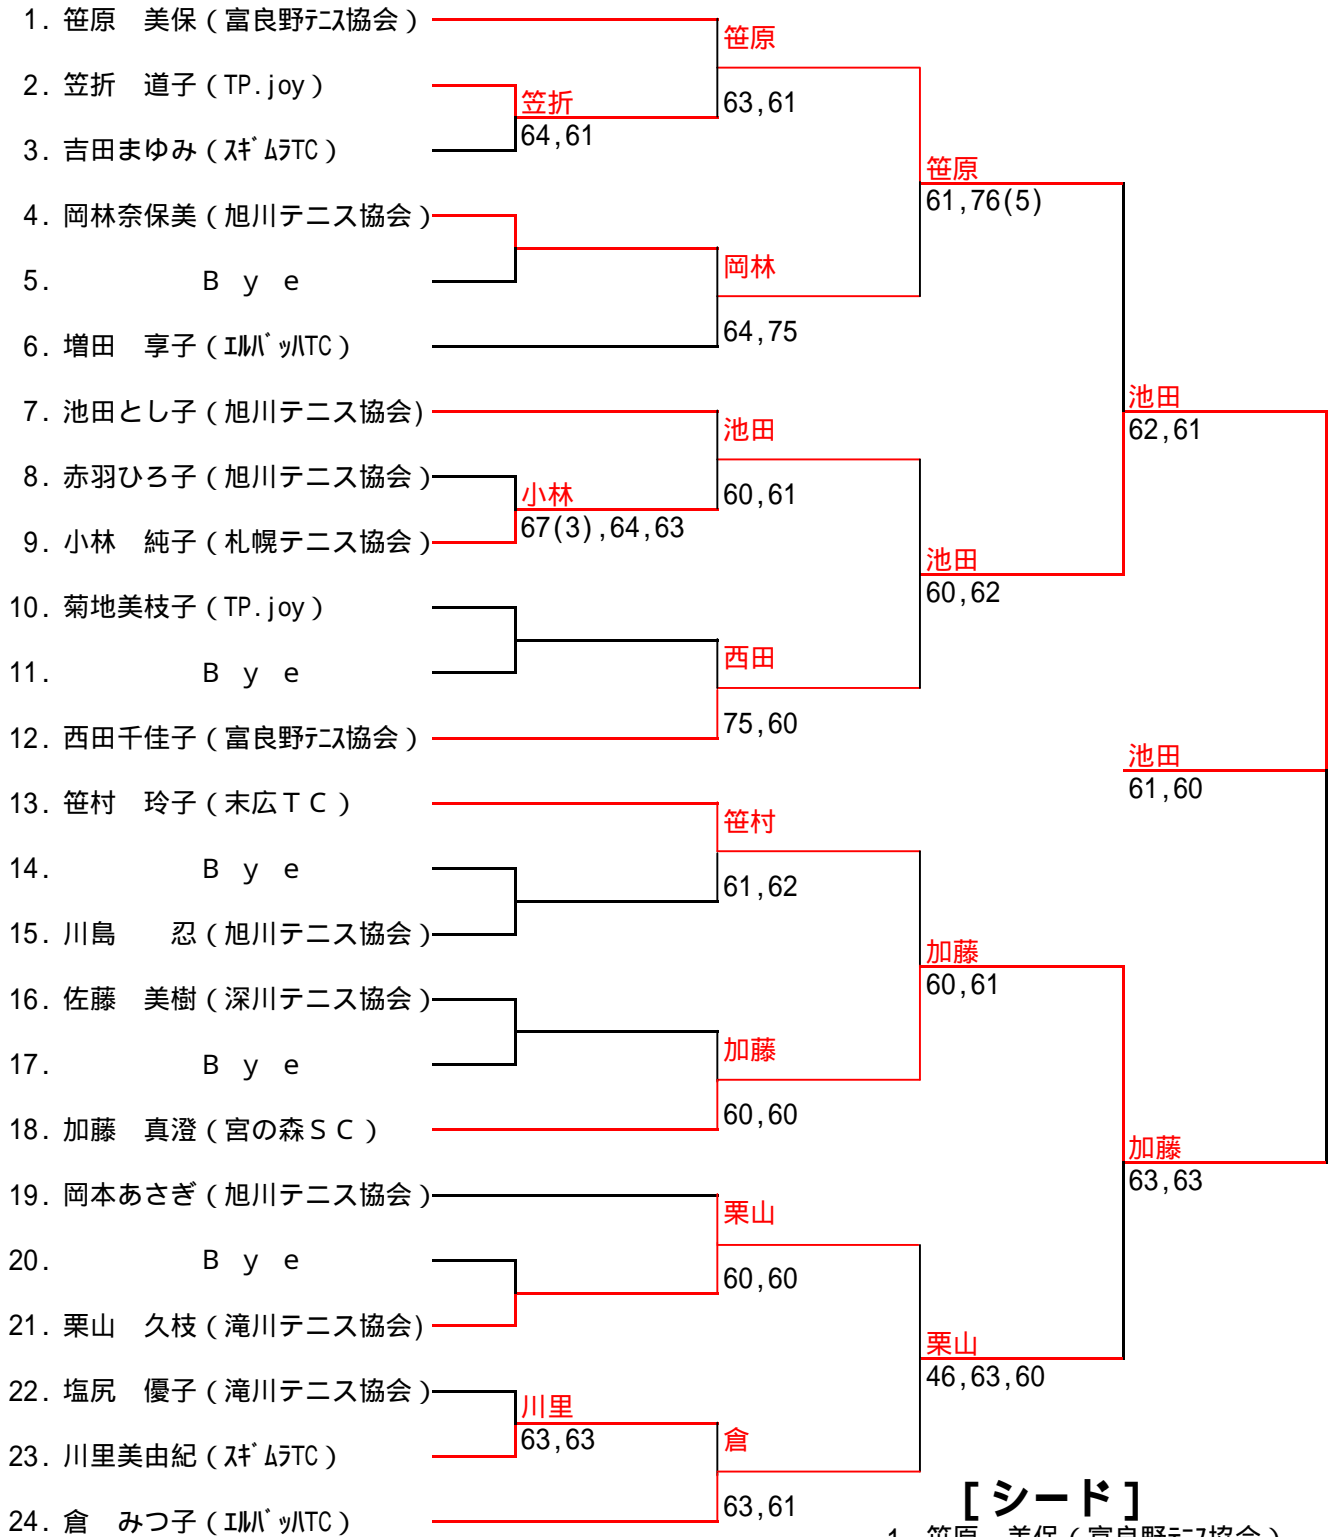 1. 笹原　美保 ( 富良野ﾃﾆｽ協会 )
笹原
2. 笠折　道子 ( TP.joy )
笠折
63,61
64,61
3. 吉田まゆみ ( ｽｷﾞﾑﾗTC )
笹原
61,76(5)
4. 岡林奈保美 ( 旭川テニス協会 )
岡林
5. Ｂ ｙ ｅ
64,75
6. 増田　享子 ( ｴﾙﾊﾞｯﾊTC )
池田
62,61
7. 池田とし子 ( 旭川テニス協会)
池田
8. 赤羽ひろ子 ( 旭川テニス協会 )
小林
60,61
67(3),64,63
9. 小林　純子 ( 札幌テニス協会 )
池田
60,62
10. 菊地美枝子 ( TP.joy )
西田
11. Ｂ ｙ ｅ
75,60
12. 西田千佳子 ( 富良野ﾃﾆｽ協会 )
池田
61,60
13. 笹村　玲子 ( 末広ＴＣ )
笹村
14. Ｂ ｙ ｅ
61,62
15. 川島　　忍 ( 旭川テニス協会 )
加藤
60,61
16. 佐藤　美樹 ( 深川テニス協会 )
加藤
17. Ｂ ｙ ｅ
60,60
18. 加藤　真澄 ( 宮の森ＳＣ )
加藤
63,63
19. 岡本あさぎ ( 旭川テニス協会 )
栗山
20. Ｂ ｙ ｅ
60,60
21. 栗山　久枝 ( 滝川テニス協会)
栗山
46,63,60
22. 塩尻　優子 ( 滝川テニス協会 )
川里
63,63
倉
23. 川里美由紀 ( ｽｷﾞﾑﾗTC )
63,61
[ シード ]
24. 倉　みつ子 ( ｴﾙﾊﾞｯﾊTC )
1. 笹原　美保 ( 富良野ﾃﾆｽ協会 )